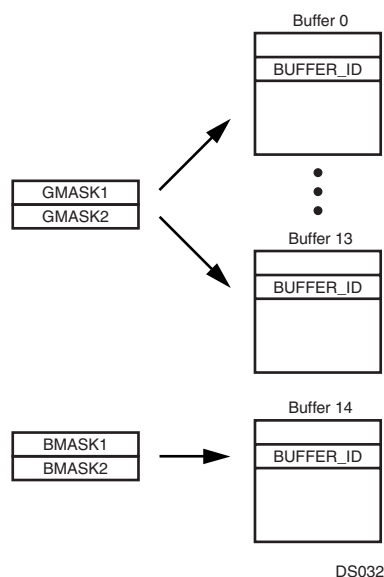 Buffer 0
BUFFER_ID
GMASK1
GMASK2
Buffer 13
BUFFER_ID
Buffer 14
BMASK1
BUFFER_ID
BMASK2
DS032